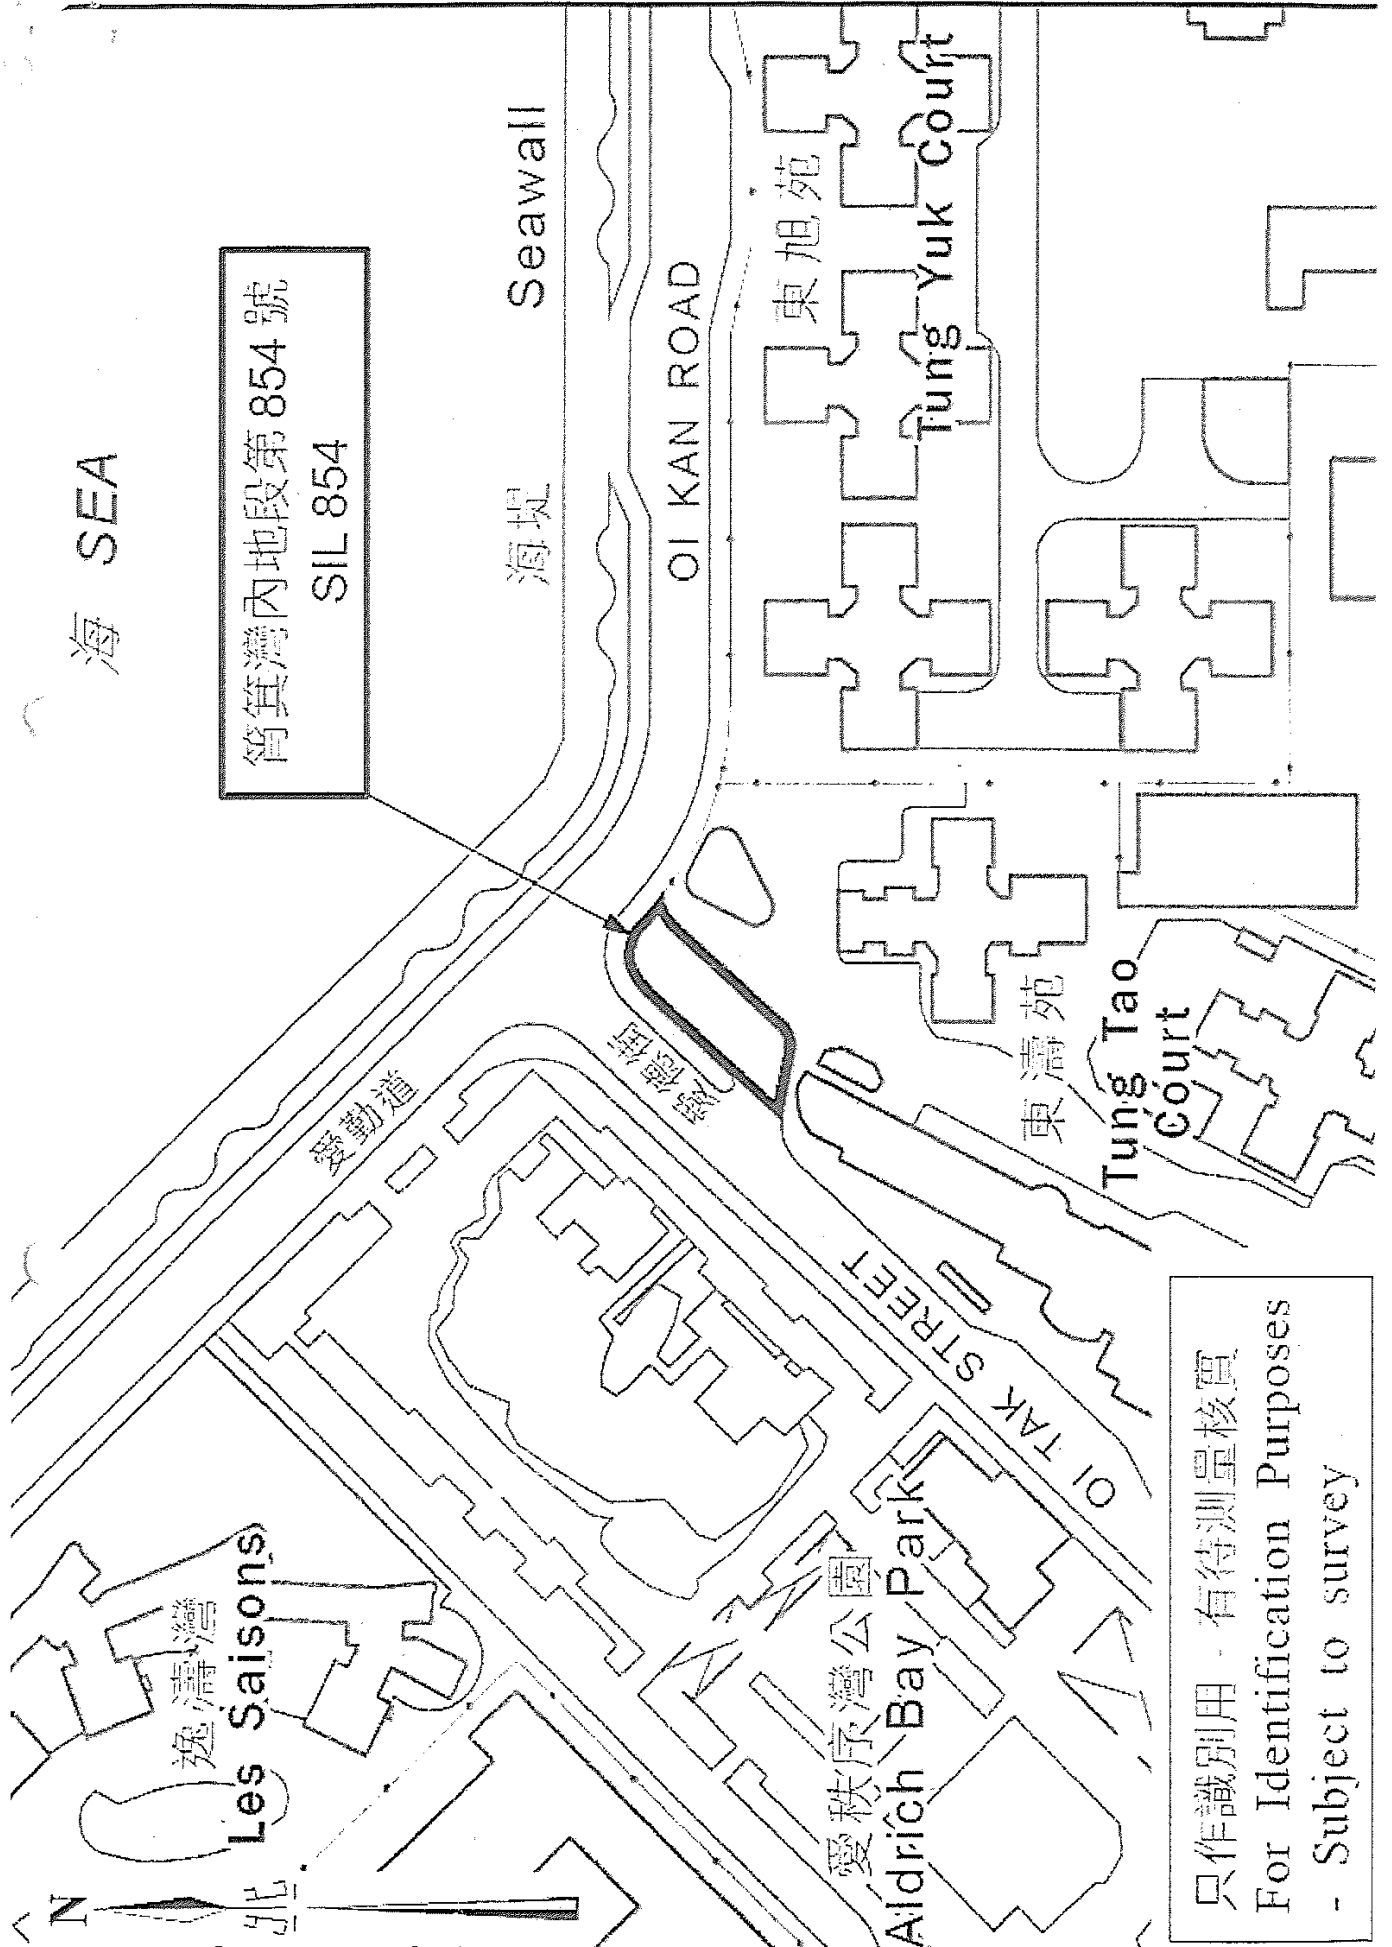 海 SEA
筲箕灣內地段第 854 號
SIL 854
Seawall
海堤
OI KAN ROAD
東旭苑
Tung Yuk Court
愛勤道
愛德街
OI TAK STREET
東濤苑
Tung Tao
Court
逸濤灣
Les Saisons
愛秩序灣公園
Aldrich Bay Park
N
北
只作識別用 - 有待測量核實
For Identification Purposes
- Subject to survey